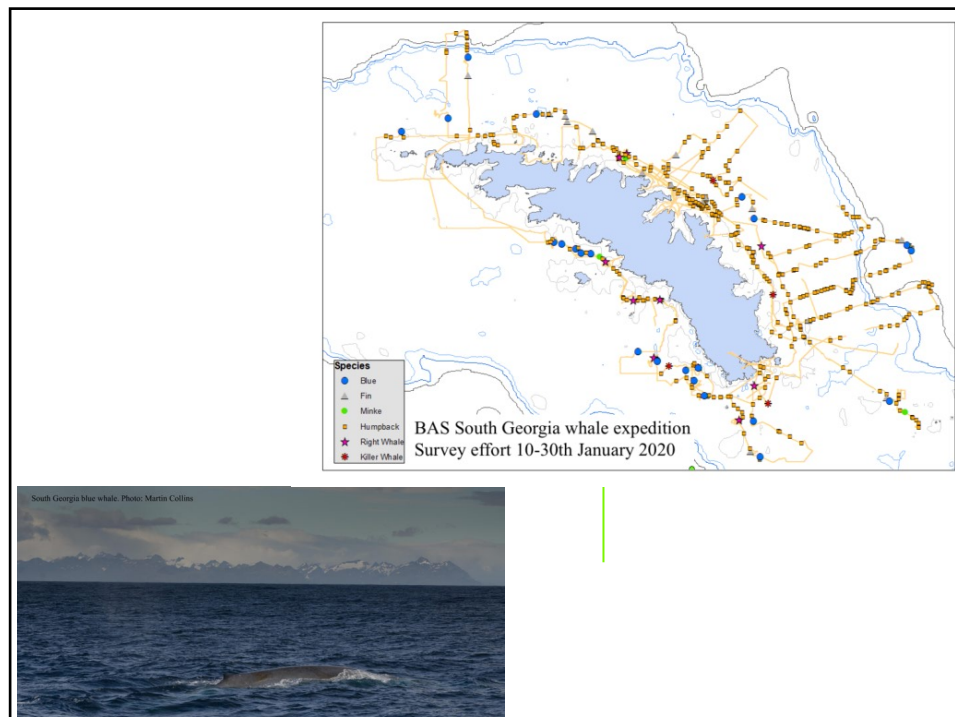 Species
Blue
Fin
Minke
Humpback
Right Whale
Killer Whale
BAS South Georgia whale expedition
Survey effort 10-30th January 2020
South Georgia blue whale. Photo: Martin Collins